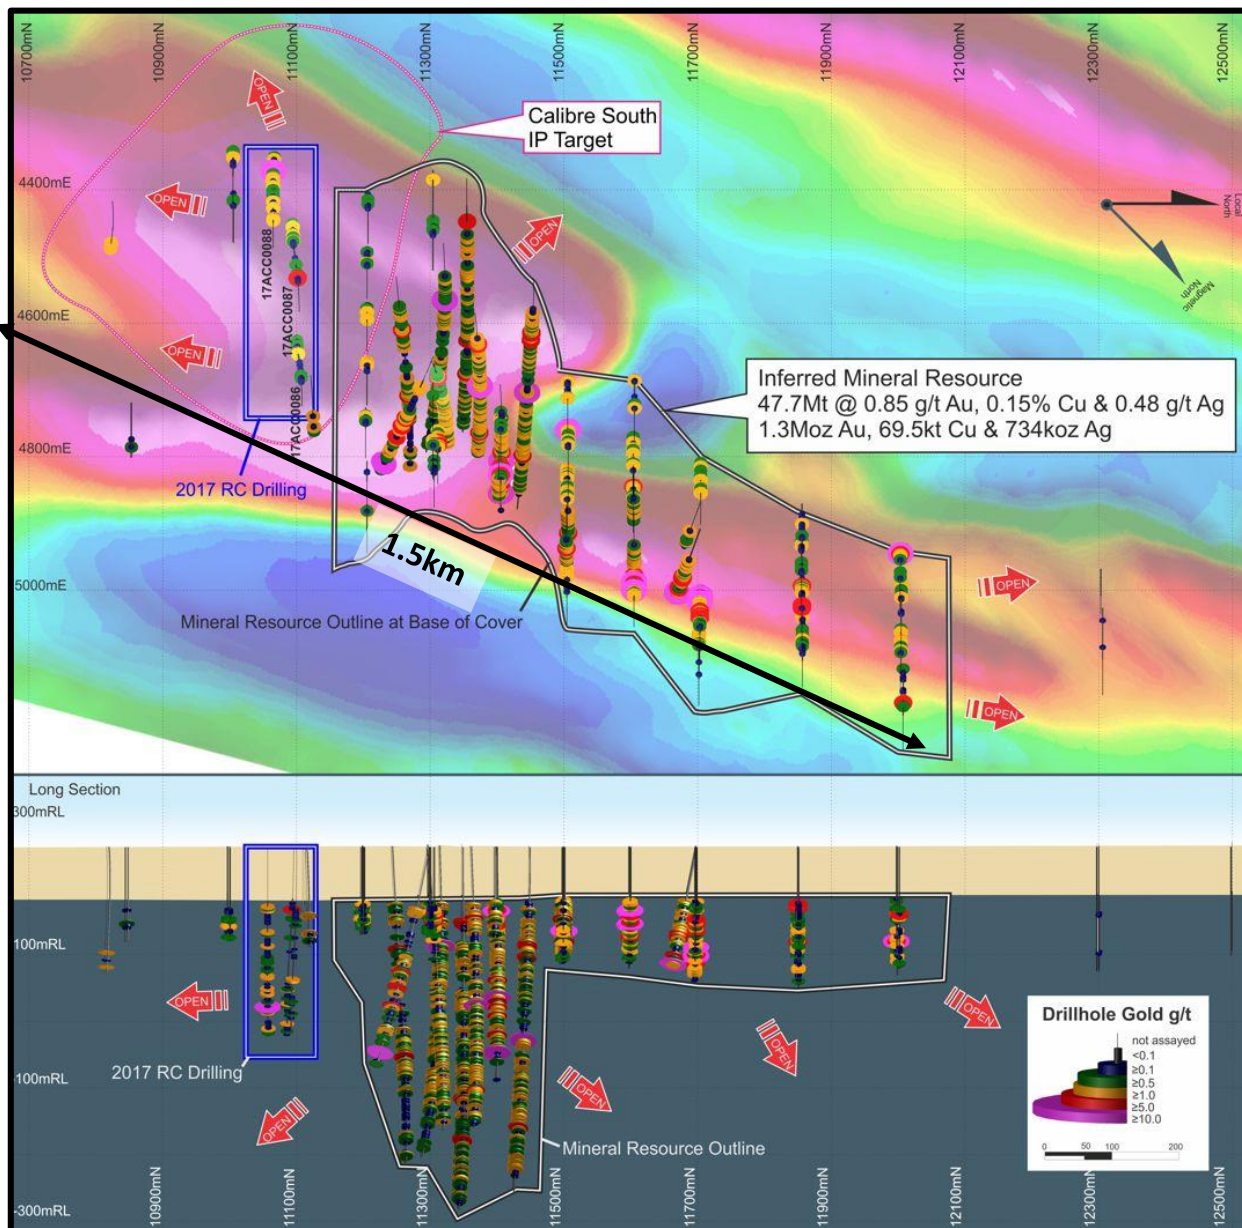 10700mN
10900mN
11100mN
11300mN
11500mN
11700mN
11900mN
12100mN
12300mN
12500mN
OPEN
Calibre South
IP Target
4400mE
OPEN
OPEN
Local
North
Magnetic
North
17ACC0088
17ACC0087
17ACC0086
4600mE
OPEN
Inferred Mineral Resource
47.7Mt @ 0.85 g/t Au, 0.15% Cu & 0.48 g/t Ag
1.3Moz Au, 69.5kt Cu & 734koz Ag
4800mE
2017 RC Drilling
1.5km
5000mE
OPEN
Mineral Resource Outline at Base of Cover
OPEN
Long Section
300mRL
100mRL
OPEN
OPEN
OPEN
2017 RC Drilling
-100mRL
OPEN
OPEN
Mineral Resource Outline
-300mRL
Drillhole Gold g/t
not assayed
<0.1
≥0.1
≥0.5
≥1.0
≥5.0
≥10.0
0 50 100 200
10900mN
11100mN
11300mN
11500mN
11700mN
11900mN
12100mN
12300mN
12500mN